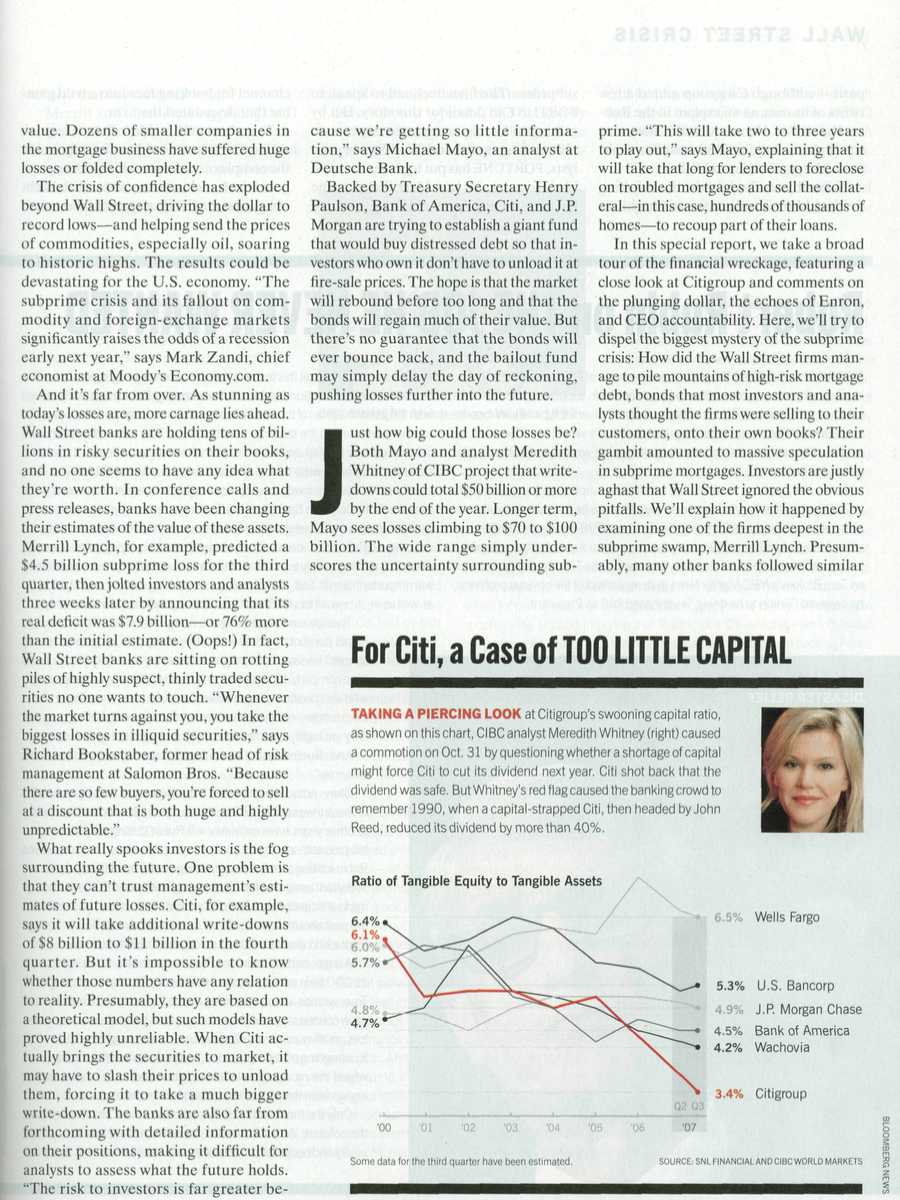 WALL STREET CRISIS
value. Dozens of smaller companies in
the mortgage business have suffered huge
losses or folded completely.
The crisis of confidence has exploded
beyond Wall Street, driving the dollar to
record lows—and helping send the prices
of commodities, especially oil, soaring
to historic highs. The results could be
devastating for the U.S. economy. “The
subprime crisis and its fallout on com-
modity and foreign-exchange markets
significantly raises the odds of a recession
early next year,” says Mark Zandi, chief
economist at Moody’s Economy.com.
And it’s far from over. As stunning as
today’s losses are, more carnage lies ahead.
Wall Street banks are holding tens of bil-
lions in risky securities on their books,
and no one seems to have any idea what
they’re worth. In conference calls and
press releases, banks have been changing
their estimates of the value of these assets.
Merrill Lynch, for example, predicted a
$4.5 billion subprime loss for the third
quarter, then jolted investors and analysts
three weeks later by announcing that its
real deficit was $7.9 billion—or 76% more
than the initial estimate. (Oops!) In fact,
Wall Street banks are sitting on rotting
piles of highly suspect, thinly traded secu-
rities no one wants to touch. “Whenever
the market turns against you, you take the
biggest losses in illiquid securities,” says
Richard Bookstaber, former head of risk
management at Salomon Bros. “Because
there are so few buyers, you’re forced to sell
at a discount that is both huge and highly
unpredictable.”
What really spooks investors is the fog
surrounding the future. One problem is
that they can’t trust management’s esti-
mates of future losses. Citi, for example,
says it will take additional write-downs
of $8 billion to $11 billion in the fourth
quarter. But it’s impossible to know
whether those numbers have any relation
to reality. Presumably, they are based on
a theoretical model, but such models have
proved highly unreliable. When Citi ac-
tually brings the securities to market, it
may have to slash their prices to unload
them, forcing it to take a much bigger
write-down. The banks are also far from
forthcoming with detailed information
on their positions, making it difficult for
analysts to assess what the future holds.
“The risk to investors is far greater be-
cause we’re getting so little informa-
tion,” says Michael Mayo, an analyst at
Deutsche Bank.
Backed by Treasury Secretary Henry
Paulson, Bank of America, Citi, and J.P.
Morgan are trying to establish a giant fund
that would buy distressed debt so that in-
vestors who own it don’t have to unload it at
fire-sale prices. The hope is that the market
will rebound before too long and that the
bonds will regain much of their value. But
there’s no guarantee that the bonds will
ever bounce back, and the bailout fund
may simply delay the day of reckoning,
pushing losses further into the future.
Just how big could those losses be?
Both Mayo and analyst Meredith
Whitney of CIBC project that write-
downs could total $50 billion or more
by the end of the year. Longer term,
Mayo sees losses climbing to $70 to $100
billion. The wide range simply under-
scores the uncertainty surrounding sub-
prime. “This will take two to three years
to play out,” says Mayo, explaining that it
will take that long for lenders to foreclose
on troubled mortgages and sell the collat-
eral—in this case, hundreds of thousands of
homes—to recoup part of their loans.
In this special report, we take a broad
tour of the financial wreckage, featuring a
close look at Citigroup and comments on
the plunging dollar, the echoes of Enron,
and CEO accountability. Here, we’ll try to
dispel the biggest mystery of the subprime
crisis: How did the Wall Street firms man-
age to pile mountains of high-risk mortgage
debt, bonds that most investors and ana-
lysts thought the firms were selling to their
customers, onto their own books? Their
gambit amounted to massive speculation
in subprime mortgages. Investors are justly
aghast that Wall Street ignored the obvious
pitfalls. We’ll explain how it happened by
examining one of the firms deepest in the
subprime swamp, Merrill Lynch. Presum-
ably, many other banks followed similar
For Citi, a Case of TOO LITTLE CAPITAL
TAKING A PIERCING LOOK at Citigroup’s swooning capital ratio,
as shown on this chart, CIBC analyst Meredith Whitney (right) caused
a commotion on Oct. 31 by questioning whether a shortage of capital
might force Citi to cut its dividend next year. Citi shot back that the
dividend was safe. But Whitney’s red flag caused the banking crowd to
remember 1990, when a capital-strapped Citi, then headed by John
Reed, reduced its dividend by more than 40%.
Ratio of Tangible Equity to Tangible Assets
6.4%
6.1%
6.0%
5.7%
4.8%
4.7%
6.5% Wells Fargo
5.3% U.S. Bancorp
4.9% J.P. Morgan Chase
4.5% Bank of America
4.2% Wachovia
3.4% Citigroup
Q2 Q3
'00 '01 '02 '03 '04 '05 '06 '07
Some data for the third quarter have been estimated.
SOURCE: SNL FINANCIAL AND CIBC WORLD MARKETS
BLOOMBERG NEWS